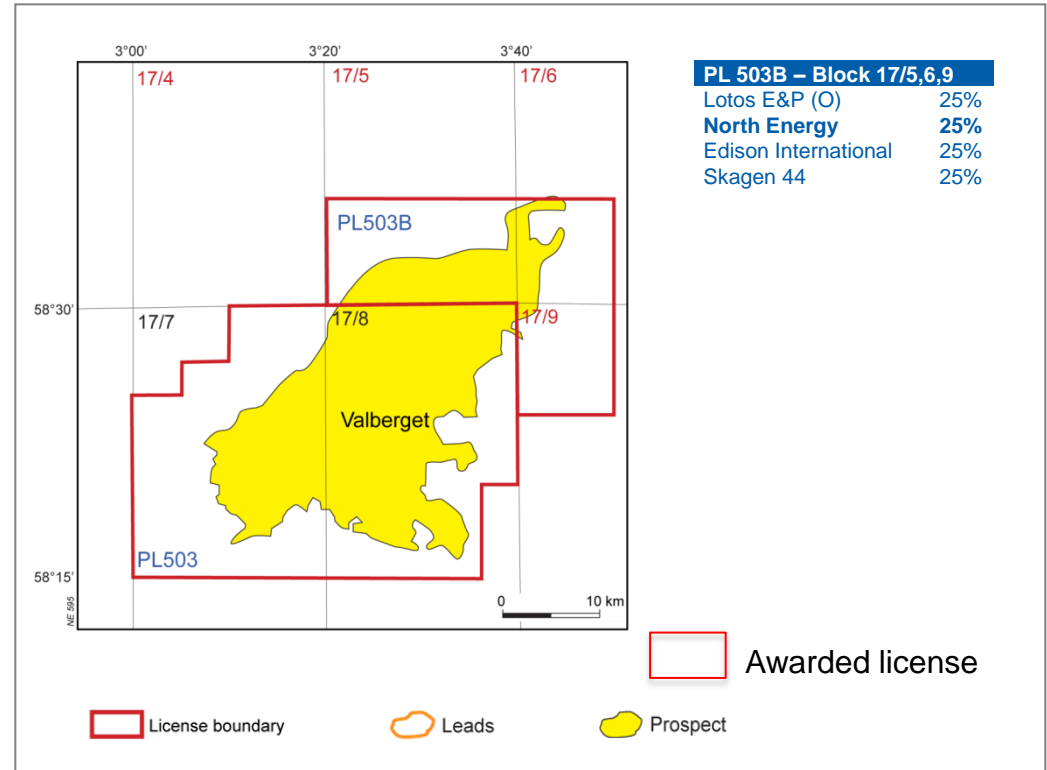 3°00' 3°20' 3°40'
17/4 17/5 17/6
PL 503B – Block 17/5,6,9
Lotos E&P (O) 25%
North Energy 25%
Edison International 25%
Skagen 44 25%
PL503B
58°30'
17/7 17/8 17/9
Valberget
PL503
58°15'
NE 595
0 10 km
Awarded license
License boundary Leads Prospect